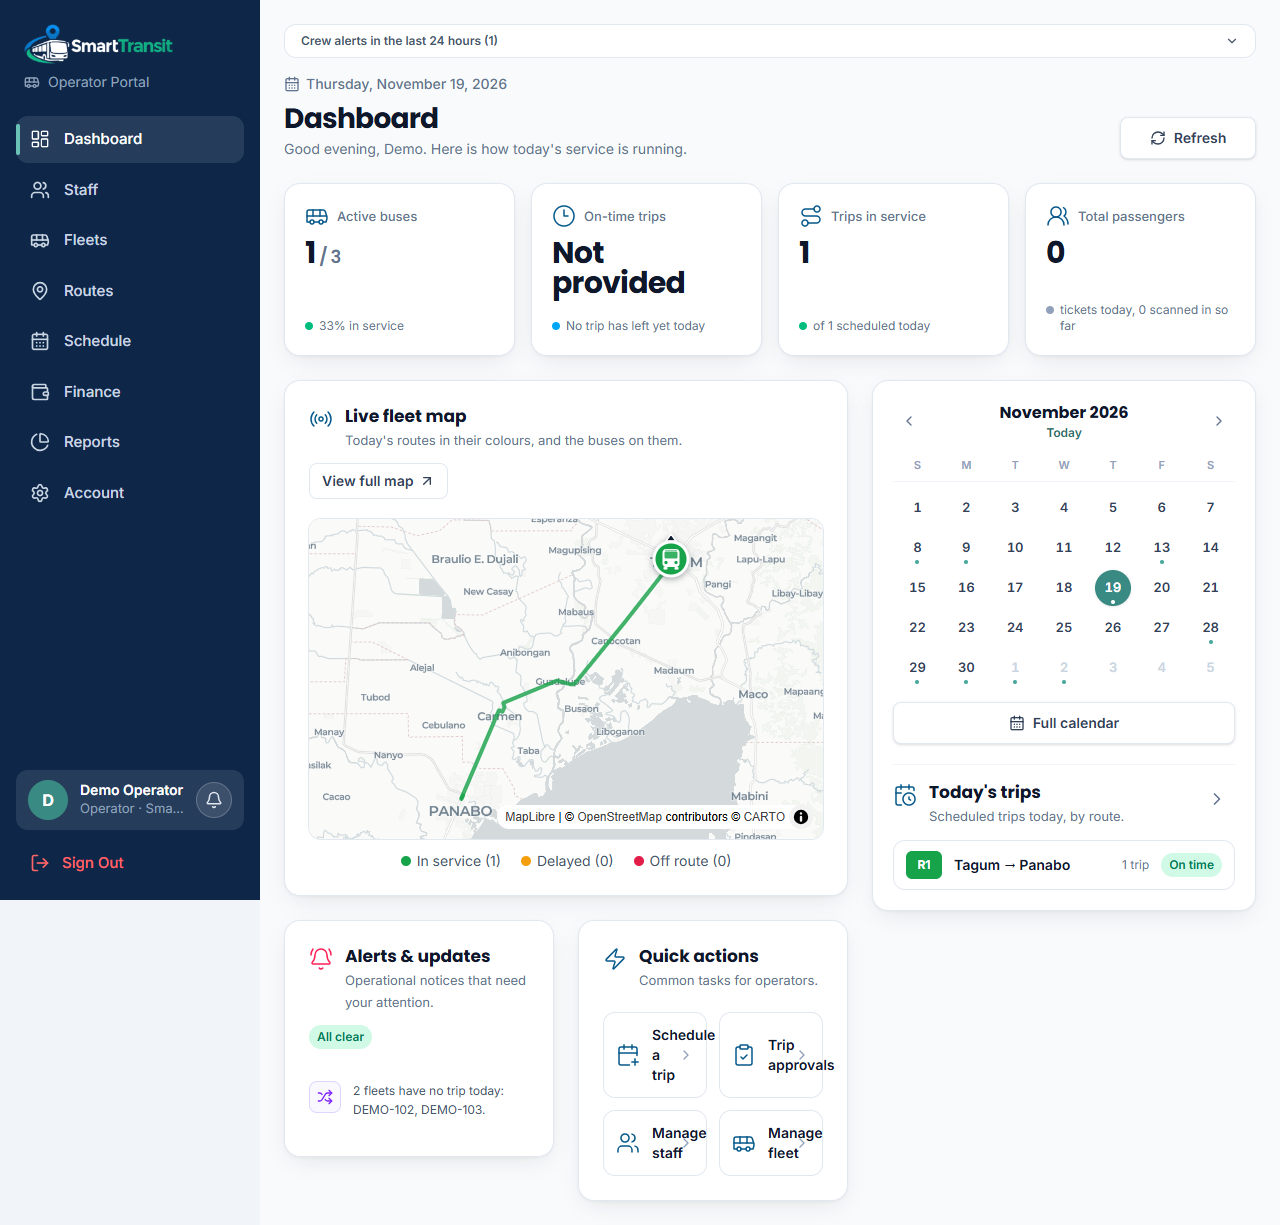 SmartTransit
Operator Portal
Dashboard
Staff
Fleets
Routes
Schedule
Finance
Reports
Account
D
Demo Operator
Operator · Sma...
Sign Out
Crew alerts in the last 24 hours (1)
Thursday, November 19, 2026
Dashboard
Good evening, Demo. Here is how today's service is running.
Refresh
Active buses
1 / 3
33% in service
On-time trips
Not
provided
No trip has left yet today
Trips in service
1
of 1 scheduled today
Total passengers
0
tickets today, 0 scanned in so
far
Live fleet map
Today's routes in their colours, and the buses on them.
View full map
Esperanza
Magangit
Braulio E. Dujali
Magupising
Lapu-Lapu
Pangi
New Casay
Libay-Libay
Mabaus
Canocotan
Anibongan
Alejal
Madaum
Guadalupe
Tubod
Maco
Mapaang
Busaon
Carmen
Cebulano
Liboganon
Manay
Taba
Nanyo
Cacao
Mabini
PANABO
MapLibre | © OpenStreetMap contributors © CARTO
Pindasan
In service (1)
Delayed (0)
Off route (0)
November 2026
Today
S M T W T F S
1 2 3 4 5 6 7
8 9 10 11 12 13 14
15 16 17 18 19 20 21
22 23 24 25 26 27 28
29 30 1 2 3 4 5
Full calendar
Today's trips
Scheduled trips today, by route.
R1 Tagum → Panabo 1 trip On time
Alerts & updates
Operational notices that need
your attention.
All clear
2 fleets have no trip today:
DEMO-102, DEMO-103.
Quick actions
Common tasks for operators.
Schedule
a
trip
Trip
approvals
Manage
staff
Manage
fleet